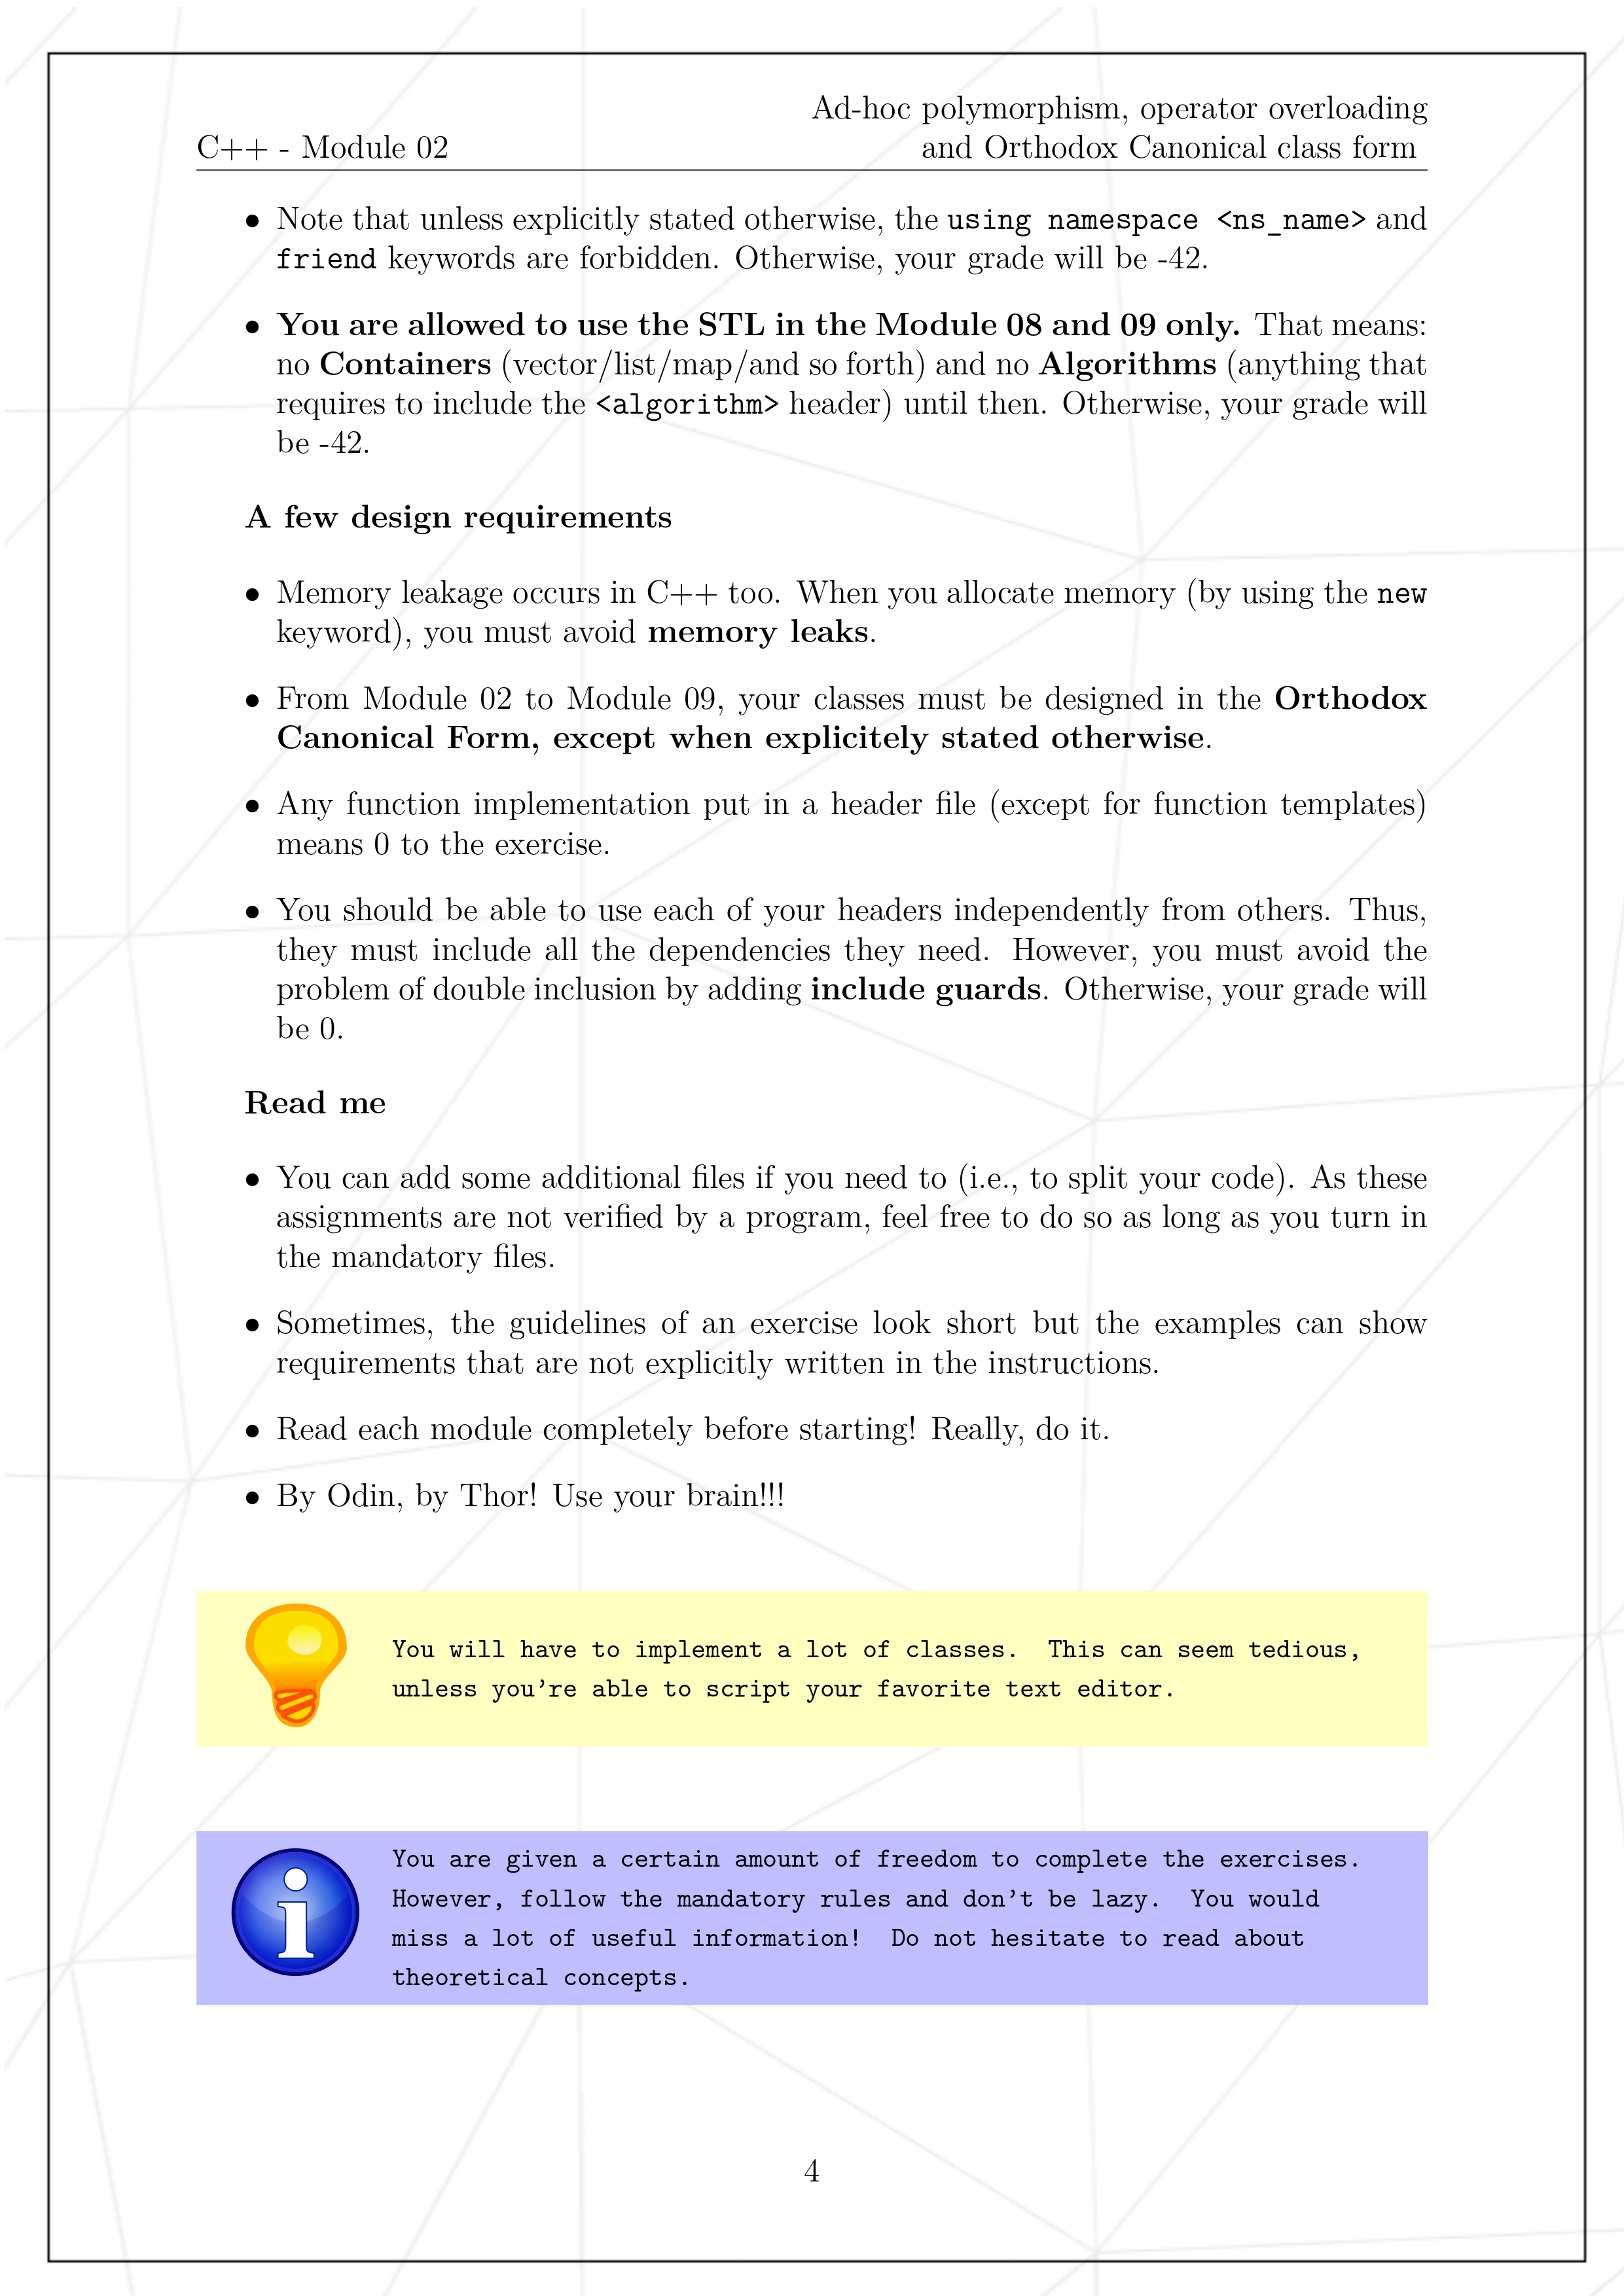 Ad-hoc polymorphism, operator overloading
C++ - Module 02 and Orthodox Canonical class form
• Note that unless explicitly stated otherwise, the using namespace <ns_name> and
friend keywords are forbidden. Otherwise, your grade will be -42.
• You are allowed to use the STL in the Module 08 and 09 only. That means:
no Containers (vector/list/map/and so forth) and no Algorithms (anything that
requires to include the <algorithm> header) until then. Otherwise, your grade will
be -42.
A few design requirements
• Memory leakage occurs in C++ too. When you allocate memory (by using the new
keyword), you must avoid memory leaks.
• From Module 02 to Module 09, your classes must be designed in the Orthodox
Canonical Form, except when explicitely stated otherwise.
• Any function implementation put in a header file (except for function templates)
means 0 to the exercise.
• You should be able to use each of your headers independently from others. Thus,
they must include all the dependencies they need. However, you must avoid the
problem of double inclusion by adding include guards. Otherwise, your grade will
be 0.
Read me
• You can add some additional files if you need to (i.e., to split your code). As these
assignments are not verified by a program, feel free to do so as long as you turn in
the mandatory files.
• Sometimes, the guidelines of an exercise look short but the examples can show
requirements that are not explicitly written in the instructions.
• Read each module completely before starting! Really, do it.
• By Odin, by Thor! Use your brain!!!
You will have to implement a lot of classes. This can seem tedious,
unless you're able to script your favorite text editor.
You are given a certain amount of freedom to complete the exercises.
However, follow the mandatory rules and don't be lazy. You would
miss a lot of useful information! Do not hesitate to read about
theoretical concepts.
4